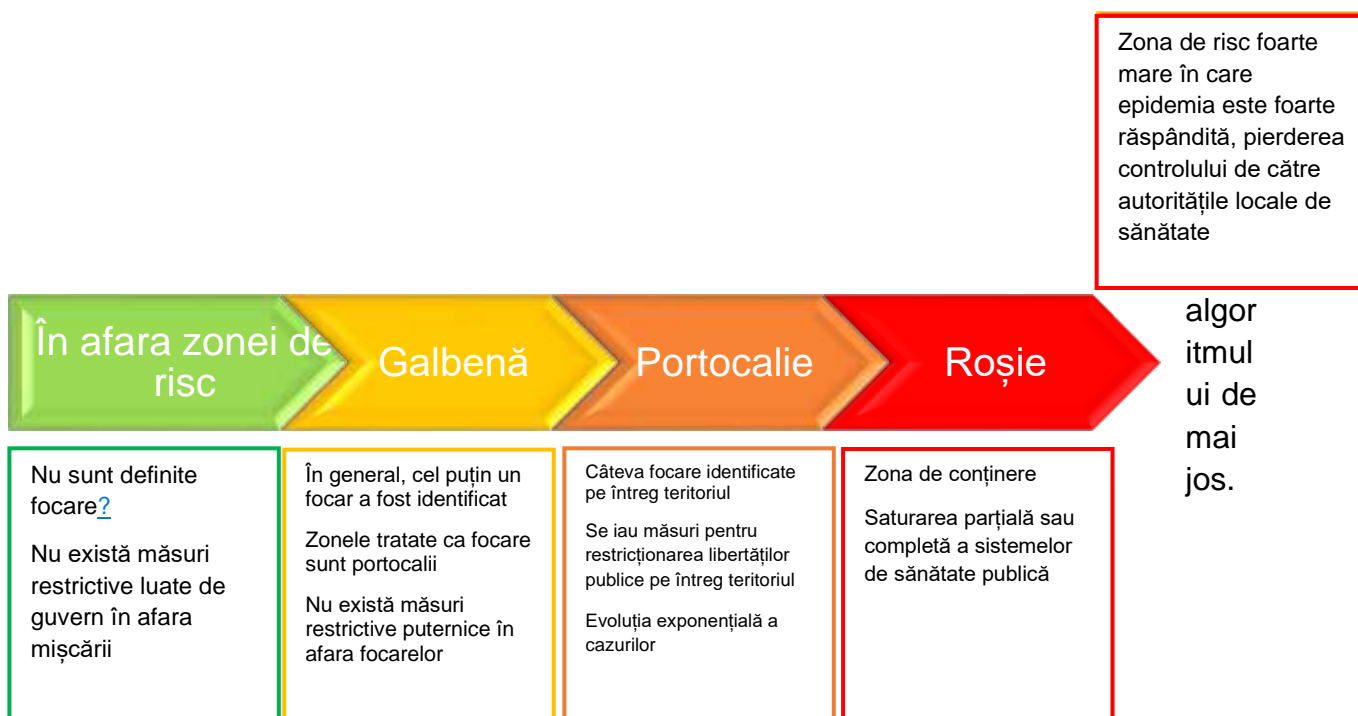 Zona de risc foarte
mare în care
epidemia este foarte
răspândită, pierderea
controlului de către
autoritățile locale de
sănătate
În afara zonei de
risc
Galbenă
Portocalie
Roșie
algor
itmul
ui de
mai
jos.
Nu sunt definite
focare?
Nu există măsuri
restrictive luate de
guvern în afara
mișcării
În general, cel puțin un
focar a fost identificat
Zonele tratate ca focare
sunt portocalii
Nu există măsuri
restrictive puternice în
afara focarelor
Câteva focare identificate
pe întreg teritoriul
Se iau măsuri pentru
restricționarea libertăților
publice pe întreg teritoriul
Evoluția exponențială a
cazurilor
Zona de conținere
Saturarea parțială sau
completă a sistemelor
de sănătate publică